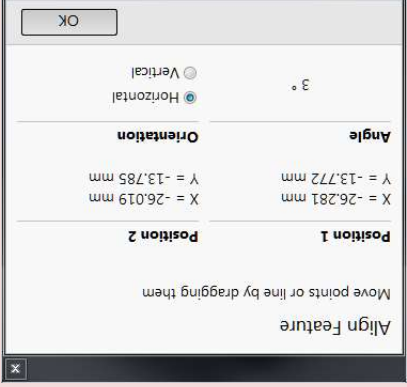 x
Align Feature
Move points or line by dragging them
Position 1
X = -26.281 mm
Y = -13.772 mm
Position 2
X = -26.019 mm
Y = -13.785 mm
Angle
3 °
Orientation
Horizontal
Vertical
OK